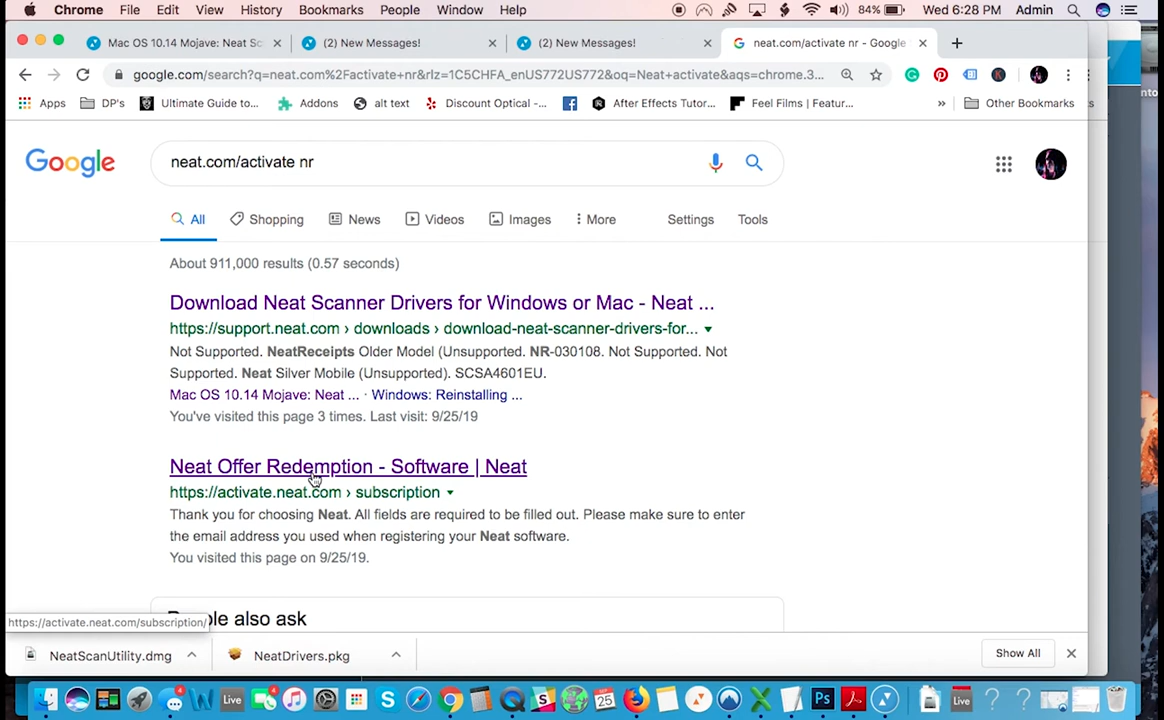 Chrome File Edit View History Bookmarks People Window Help 84% Wed 6:28 PM Admin
Mac OS 10.14 Mojave: Neat Sc (2) New Messages! (2) New Messages! neat.com/activate nr - Google
google.com/search?q=neat.com%2Factivate+nr&rlz=1C5CHFA_enUS772US772&oq=Neat+activate&aqs=chrome.3...
Apps DP's Ultimate Guide to... Addons alt text Discount Optical -... After Effects Tutor... Feel Films | Featur... » Other Bookmarks
Google neat.com/activate nr
All Shopping News Videos Images More Settings Tools
About 911,000 results (0.57 seconds)
Download Neat Scanner Drivers for Windows or Mac - Neat ...
https://support.neat.com › downloads › download-neat-scanner-drivers-for...
Not Supported. NeatReceipts Older Model (Unsupported. NR-030108. Not Supported. Not
Supported. Neat Silver Mobile (Unsupported). SCSA4601EU.
Mac OS 10.14 Mojave: Neat ... · Windows: Reinstalling ...
You've visited this page 3 times. Last visit: 9/25/19
Neat Offer Redemption - Software | Neat
https://activate.neat.com › subscription
Thank you for choosing Neat. All fields are required to be filled out. Please make sure to enter
the email address you used when registering your Neat software.
You visited this page on 9/25/19.
ple also ask
https://activate.neat.com/subscription/
NeatScanUtility.dmg NeatDrivers.pkg Show All